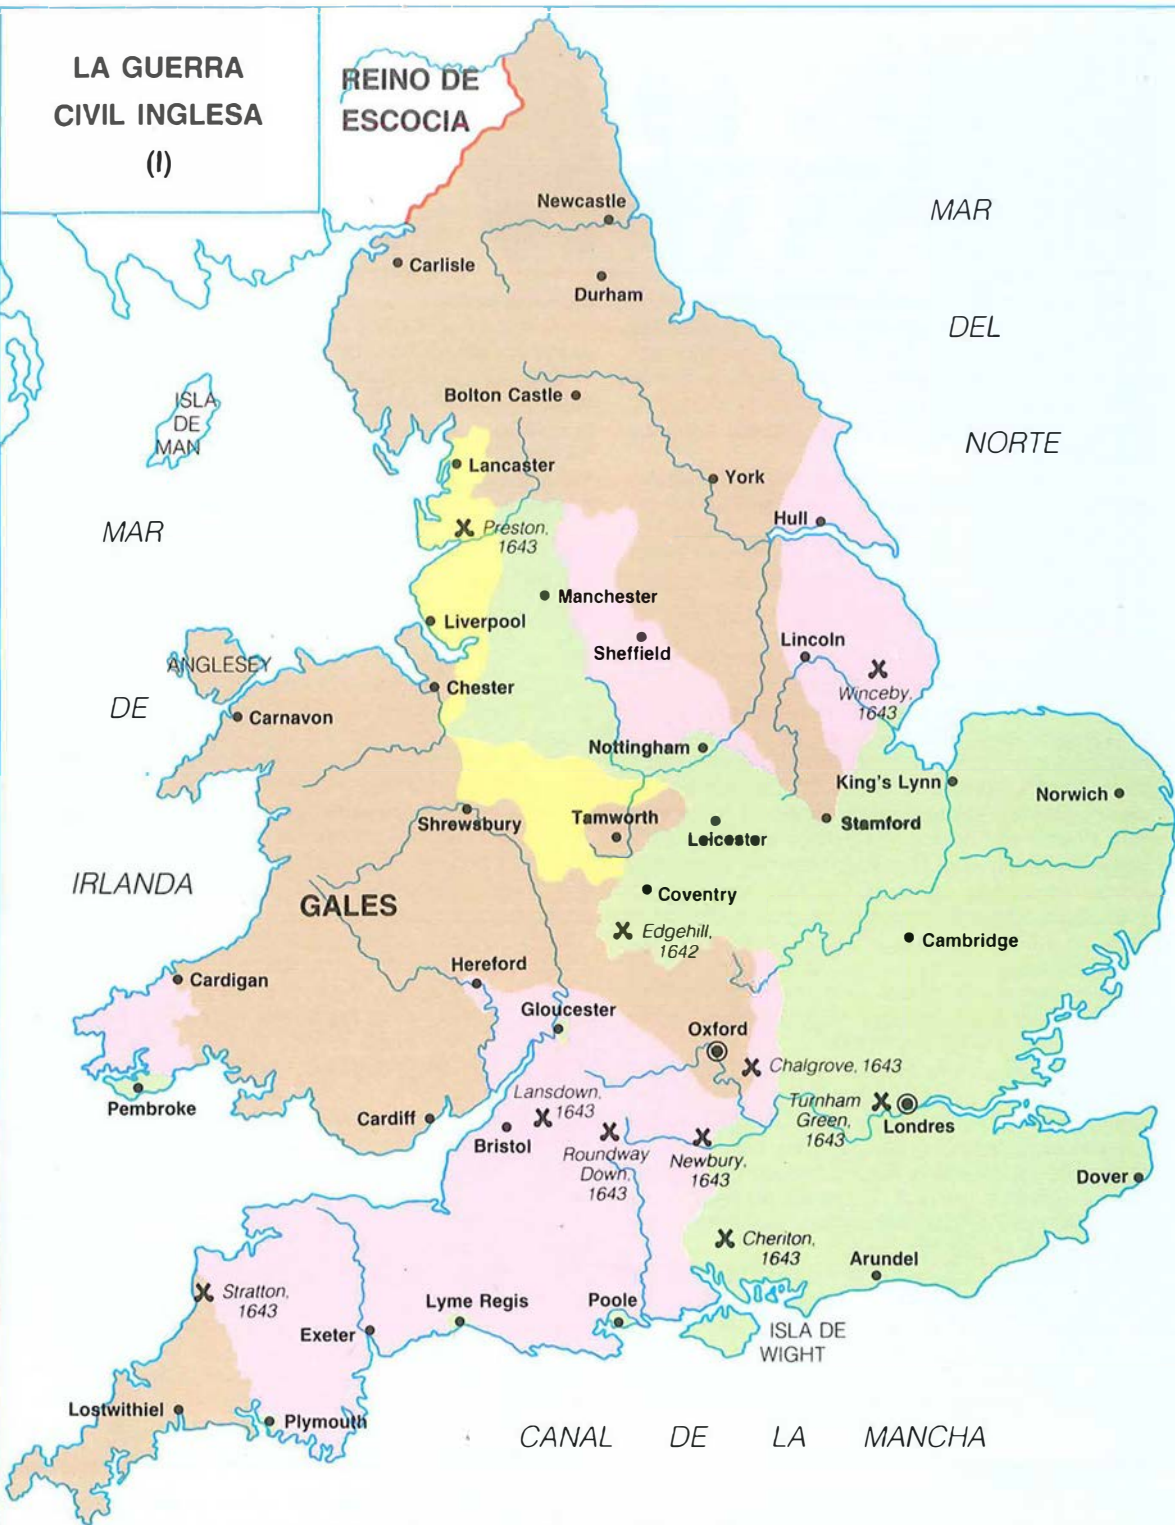 LA GUERRA
CIVIL INGLESA
(I)
REINO DE
ESCOCIA
Newcastle
MAR
Carlisle
Durham
DEL
Bolton Castle
ISLA
DE
MAN
NORTE
Lancaster
York
MAR
Preston,
1643
Hull
Manchester
Liverpool
Lincoln
Sheffield
ANGLESEY
Chester
Winceby,
1643
DE
Carnavon
Nottingham
King's Lynn
Norwich
Shrewsbury
Tamworth
Stamford
Leicester
IRLANDA
GALES
Coventry
Edgehill,
1642
Cambridge
Hereford
Cardigan
Gloucester
Oxford
Chalgrove, 1643
Pembroke
Lansdown,
1643
Turnham
Green,
1643
Cardiff
Londres
Bristol
Roundway
Down,
1643
Newbury,
1643
Dover
Cheriton,
1643
Arundel
Stratton,
1643
Lyme Regis
Poole
Exeter
ISLA DE
WIGHT
Lostwithiel
Plymouth
CANAL DE LA MANCHA